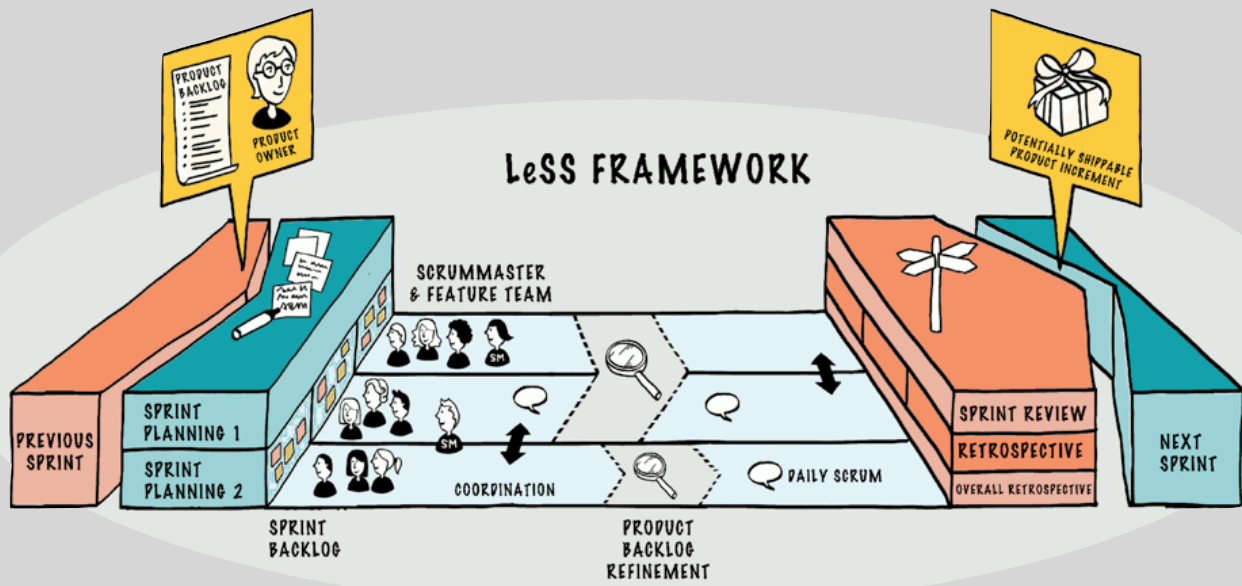 PRODUCT
BACKLOG
PRODUCT
OWNER
LeSS FRAMEWORK
POTENTIALLY SHIPPABLE
PRODUCT INCREMENT
SCRUMMASTER
& FEATURE TEAM
SM
SM
PREVIOUS
SPRINT
SPRINT
PLANNING 1
SPRINT
PLANNING 2
COORDINATION
DAILY SCRUM
SPRINT REVIEW
RETROSPECTIVE
OVERALL RETROSPECTIVE
NEXT
SPRINT
SPRINT
BACKLOG
PRODUCT
BACKLOG
REFINEMENT